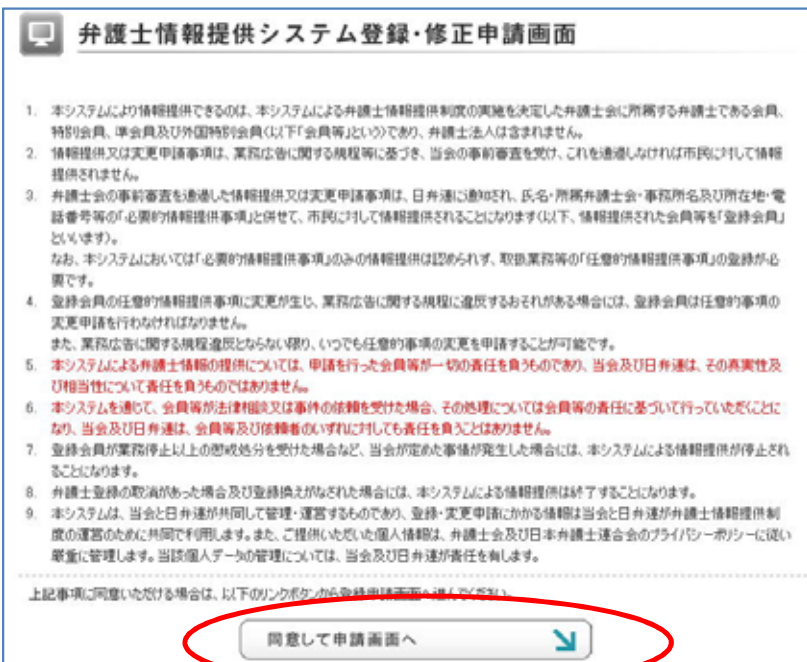 弁護士情報提供システム登録・修正申請画面
1. 本システムにより情報提供できるのは、本システムによる弁護士情報提供制度の実施を決定した弁護士会に所属する弁護士である会員、
特別会員、準会員及び外国特別会員(以下「会員等」という)であり、弁護士法人は含まれません。
2. 情報提供又は変更申請事項は、業務広告に関する規程等に基づき、当会の事前審査を受け、これを通過しなければ市民に対して情報
提供されません。
3. 弁護士会の事前審査を通過した情報提供又は変更申請事項は、日弁連に通知され、氏名・所属弁護士会・事務所名及び所在地・電
話番号等の「必要的情報提供事項」と併せて、市民に対して情報提供されることになります(以下、情報提供された会員等を「登録会員」
といいます)。
なお、本システムにおいては「必要的情報提供事項」のみの情報提供は認められず、取扱業務等の「任意的情報提供事項」の登録が必
要です。
4. 登録会員の任意的情報提供事項に変更が生じ、業務広告に関する規程に違反するおそれがある場合には、登録会員は任意的事項の
変更申請を行わなければなりません。
また、業務広告に関する規程違反とならない限り、いつでも任意的事項の変更を申請することが可能です。
5. 本システムによる弁護士情報の提供については、申請を行った会員等が一切の責任を負うものであり、当会及び日弁連は、その真実性及
び相当性について責任を負うものではありません。
6. 本システムを通じて、会員等が法律相談又は事件の依頼を受けた場合、その処理については会員等の責任に基づいて行っていただくことに
なり、当会及び日弁連は、会員等及び依頼者のいずれに対しても責任を負うことはありません。
7. 登録会員が業務停止以上の懲戒処分を受けた場合など、当会が定めた事情が発生した場合には、本システムによる情報提供が停止され
ることになります。
8. 弁護士登録の取消があった場合及び登録換えがなされた場合には、本システムによる情報提供は終了することになります。
9. 本システムは、当会と日弁連が共同して管理・運営するものであり、登録・変更申請にかかる情報は当会と日弁連が弁護士情報提供制
度の運営のために共同で利用します。また、ご提供いただいた個人情報は、弁護士会及び日本弁護士連合会のプライバシーポリシーに従い
厳重に管理します。当該個人データの管理については、当会及び日弁連が責任を有します。
上記事項に同意いただける場合は、以下のリンクボタンから登録申請画面へ進んでください。
同意して申請画面へ